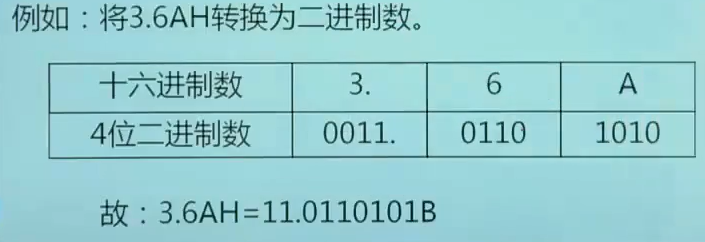 例如：将3.6AH转换为二进制数。
十六进制数 3. 6 A
4位二进制数 0011. 0110 1010
故：3.6AH=11.0110101B